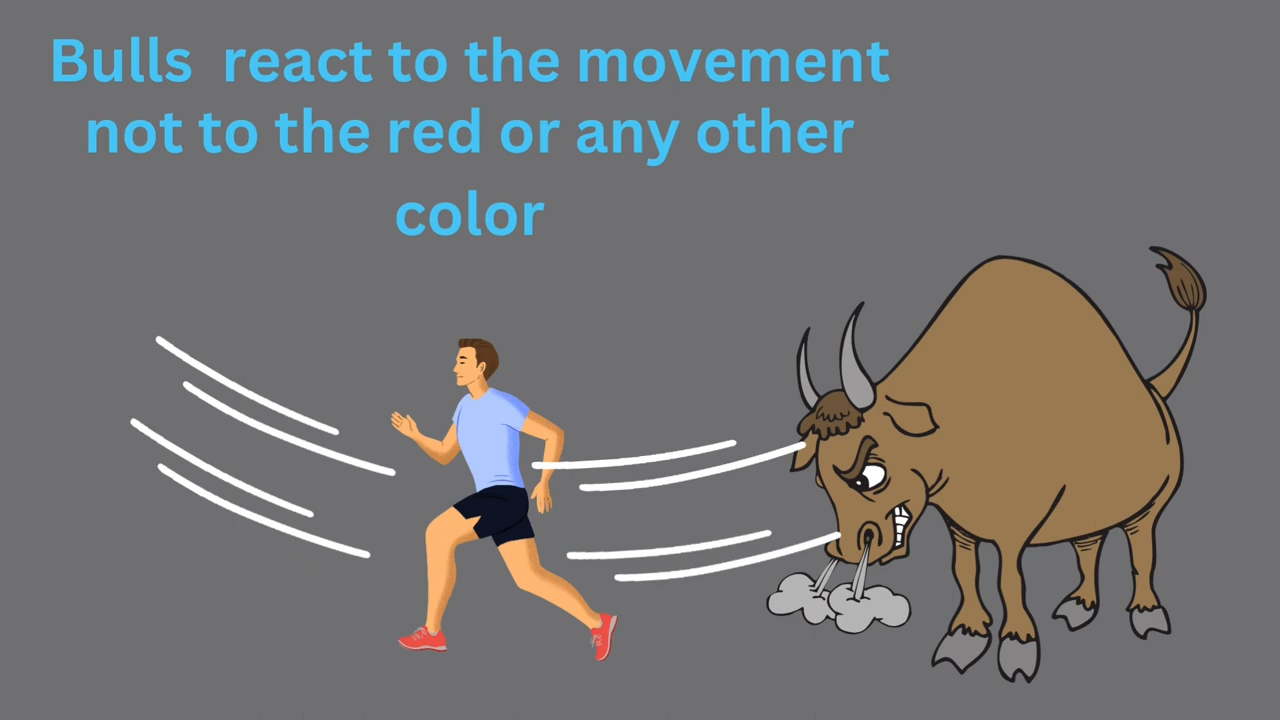 Bulls  react to the movement
not to the red or any other
color